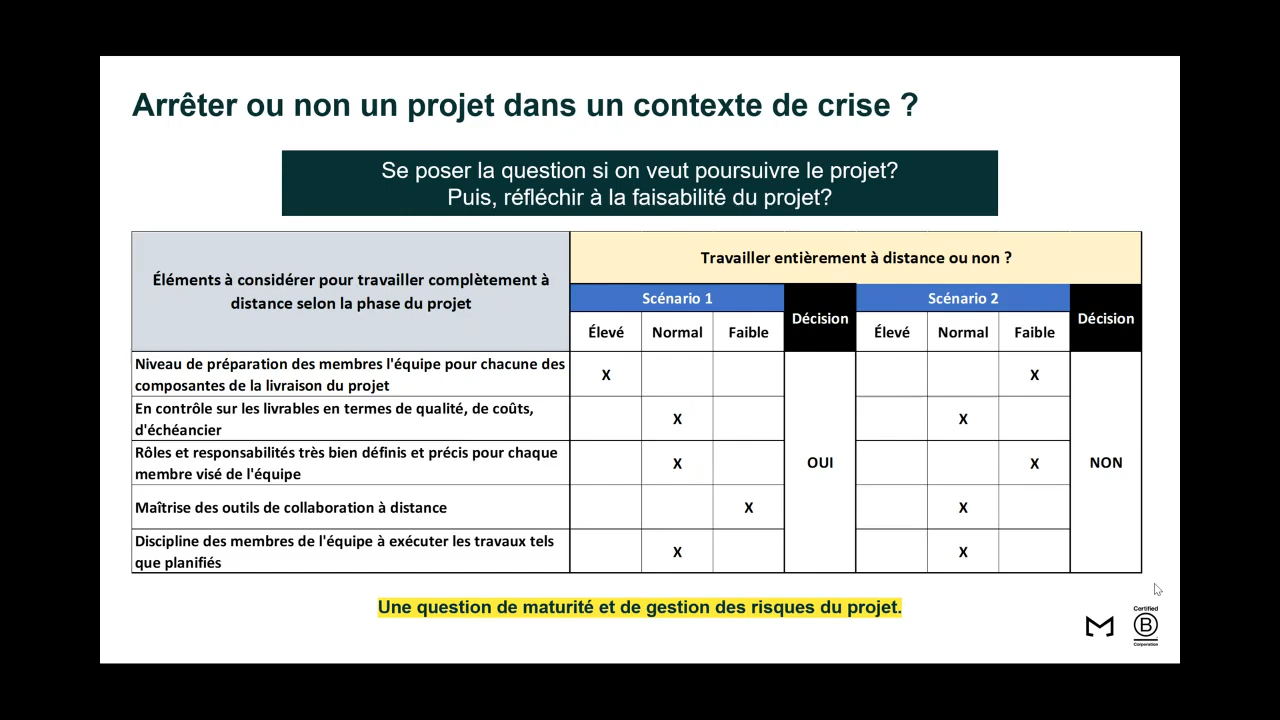 Arrêter ou non un projet dans un contexte de crise ?
Se poser la question si on veut poursuivre le projet?
Puis, réfléchir à la faisabilité du projet?
Éléments à considérer pour travailler complètement à
distance selon la phase du projet
Travailler entièrement à distance ou non ?
Scénario 1
Décision
Scénario 2
Décision
Élevé
Normal
Faible
Élevé
Normal
Faible
Niveau de préparation des membres l'équipe pour chacune des
composantes de la livraison du projet
X
X
En contrôle sur les livrables en termes de qualité, de coûts,
d'échéancier
X
X
Rôles et responsabilités très bien définis et précis pour chaque
membre visé de l'équipe
X
OUI
X
NON
Maîtrise des outils de collaboration à distance
X
X
Discipline des membres de l'équipe à exécuter les travaux tels
que planifiés
X
X
Une question de maturité et de gestion des risques du projet.
Certified
B
Corporation